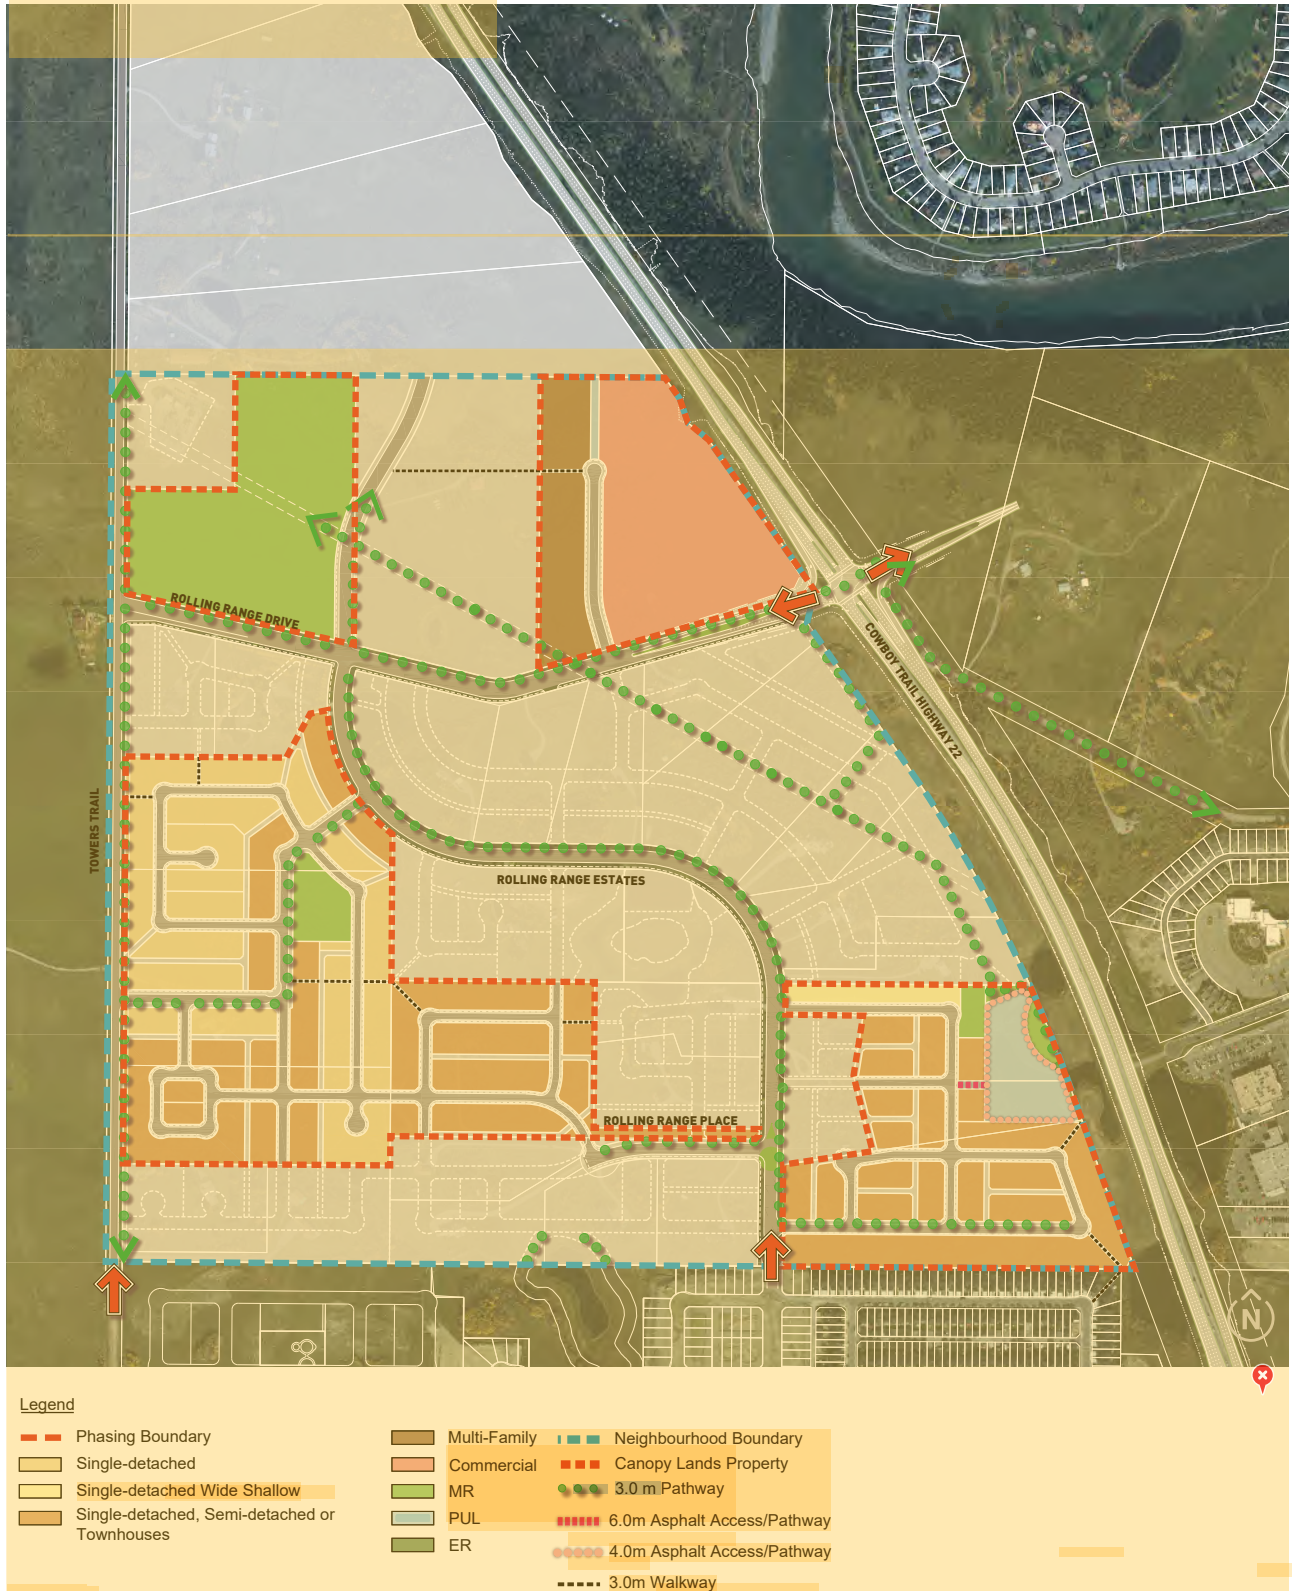 ROLLING RANGE DRIVE
COWBOY TRAIL HIGHWAY 22
TOWERS TRAIL
ROLLING RANGE ESTATES
ROLLING RANGE PLACE
N
Legend
Phasing Boundary
Single-detached
Single-detached Wide Shallow
Single-detached, Semi-detached or
Townhouses
Multi-Family
Commercial
MR
PUL
ER
Neighbourhood Boundary
Canopy Lands Property
3.0 m Pathway
6.0m Asphalt Access/Pathway
4.0m Asphalt Access/Pathway
3.0m Walkway